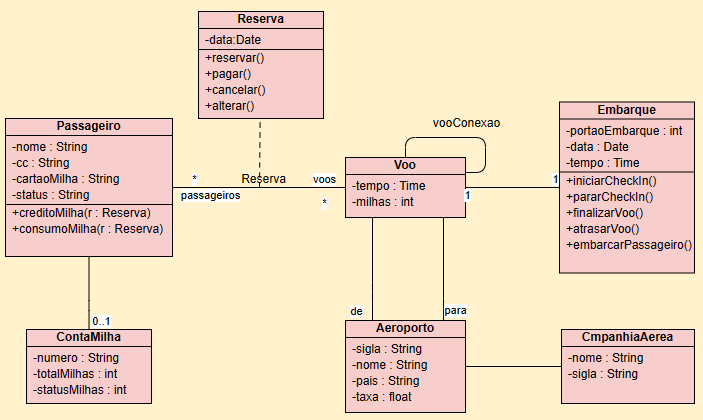 Reserva
-data:Date
+reservar()
+pagar()
+cancelar()
+alterar()
vooConexao
Embarque
-portaoEmbarque : int
-data : Date
-tempo : Time
+iniciarCheckIn()
+pararCheckIn()
+finalizarVoo()
+atrasarVoo()
+embarcarPassageiro()
Passageiro
-nome : String
-cc : String
-cartaoMilha : String
-status : String
+creditoMilha(r : Reserva)
+consumoMilha(r : Reserva)
*
passageiros
Reserva
voos
*
Voo
-tempo : Time
-milhas : int
1
1
0..1
ContaMilha
-numero : String
-totalMilhas : int
-statusMilhas : int
de
para
Aeroporto
-sigla : String
-nome : String
-pais : String
-taxa : float
CmpanhiaAerea
-nome : String
-sigla : String